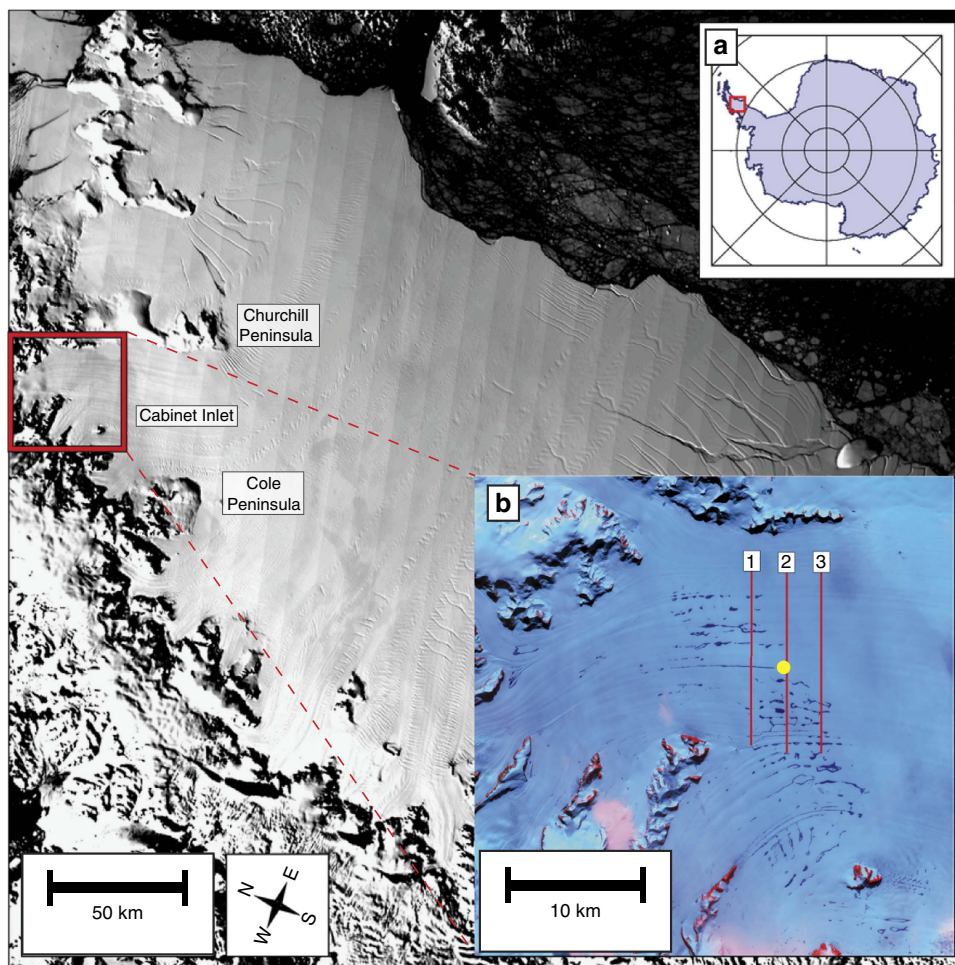 a
Churchill
Peninsula
Cabinet Inlet
Cole
Peninsula
b
1 2 3
50 km
N E
W S
10 km